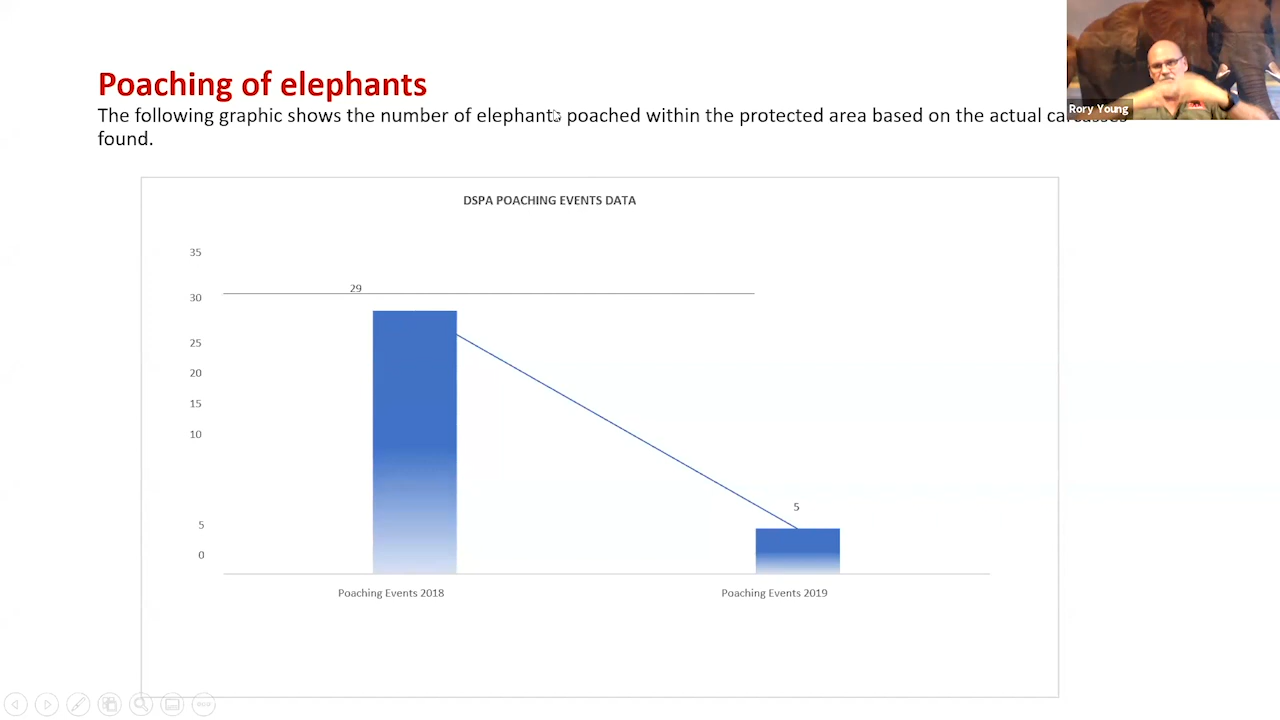 Poaching of elephants
The following graphic shows the number of elephants poached within the protected area based on the actual carcasses
found.
Rory Young
DSPA POACHING EVENTS DATA
35
30
25
20
15
10
5
0
29
5
Poaching Events 2018
Poaching Events 2019